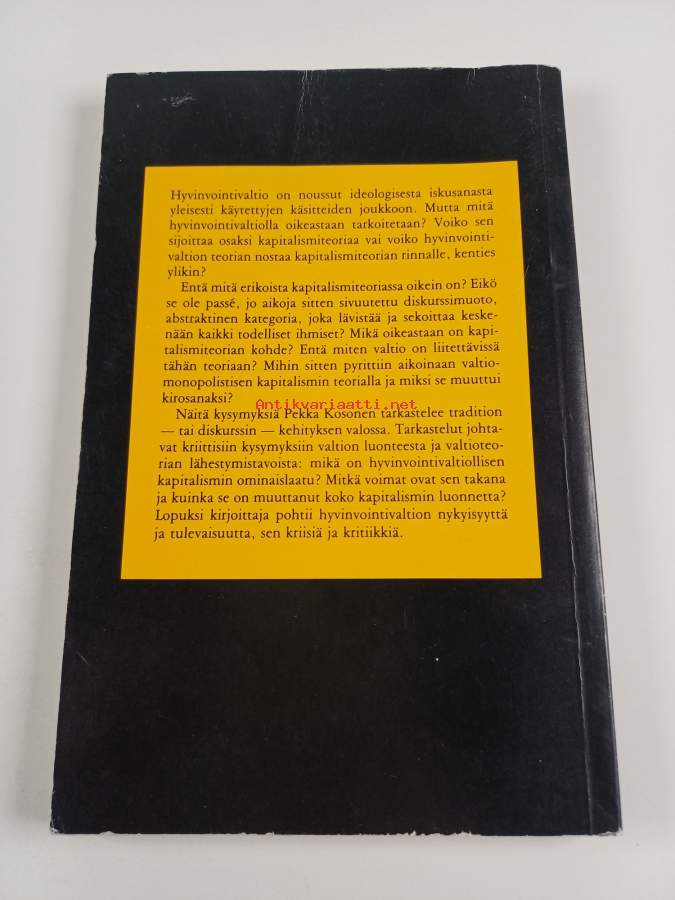 Hyvinvointivaltio on noussut ideologisesta iskusanasta
yleisesti käytettyjen käsitteiden joukkoon. Mutta mitä
hyvinvointivaltiolla oikeastaan tarkoitetaan? Voiko sen
sijoittaa osaksi kapitalismiteoriaa vai voiko hyvinvointi-
valtion teorian nostaa kapitalismiteorian rinnalle, kenties
ylikin?
Entä mitä erikoista kapitalismiteoriassa oikein on? Eikö
se ole passé, jo aikoja sitten sivuutettu diskurssimuoto,
abstraktinen kategoria, joka lävistää ja sekoittaa keske-
nään kaikki todelliset ihmiset? Mikä oikeastaan on kapi-
talismiteorian kohde? Entä miten valtio on liitettävissä
tähän teoriaan? Mihin sitten pyrittiin aikoinaan valtio-
monopolistisen kapitalismin teorialla ja miksi se muuttui
kirosanaksi?
Antikvariaatti.net
Näitä kysymyksiä Pekka Kosonen tarkastelee tradition
— tai diskurssin — kehityksen valossa. Tarkastelut johta-
vat kriittisiin kysymyksiin valtion luonteesta ja valtioteo-
rian lähestymistavoista: mikä on hyvinvointivaltiollisen
kapitalismin ominaislaatu? Mitkä voimat ovat sen takana
ja kuinka se on muuttanut koko kapitalismin luonnetta?
Lopuksi kirjoittaja pohtii hyvinvointivaltion nykyisyyttä
ja tulevaisuutta, sen kriisiä ja kritiikkiä.